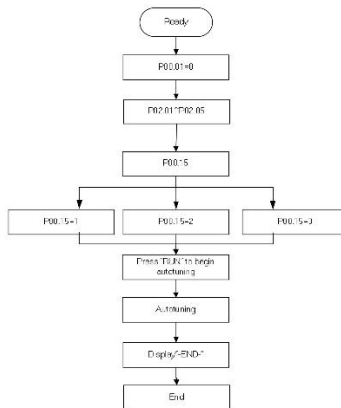 Ready
P00.01=0
P02.01~P02.05
P00.15
P00.15=1
P00.15=2
P00.15=3
Press "RUN" to begin
autotuning
Autotuning
Display"-END-"
End